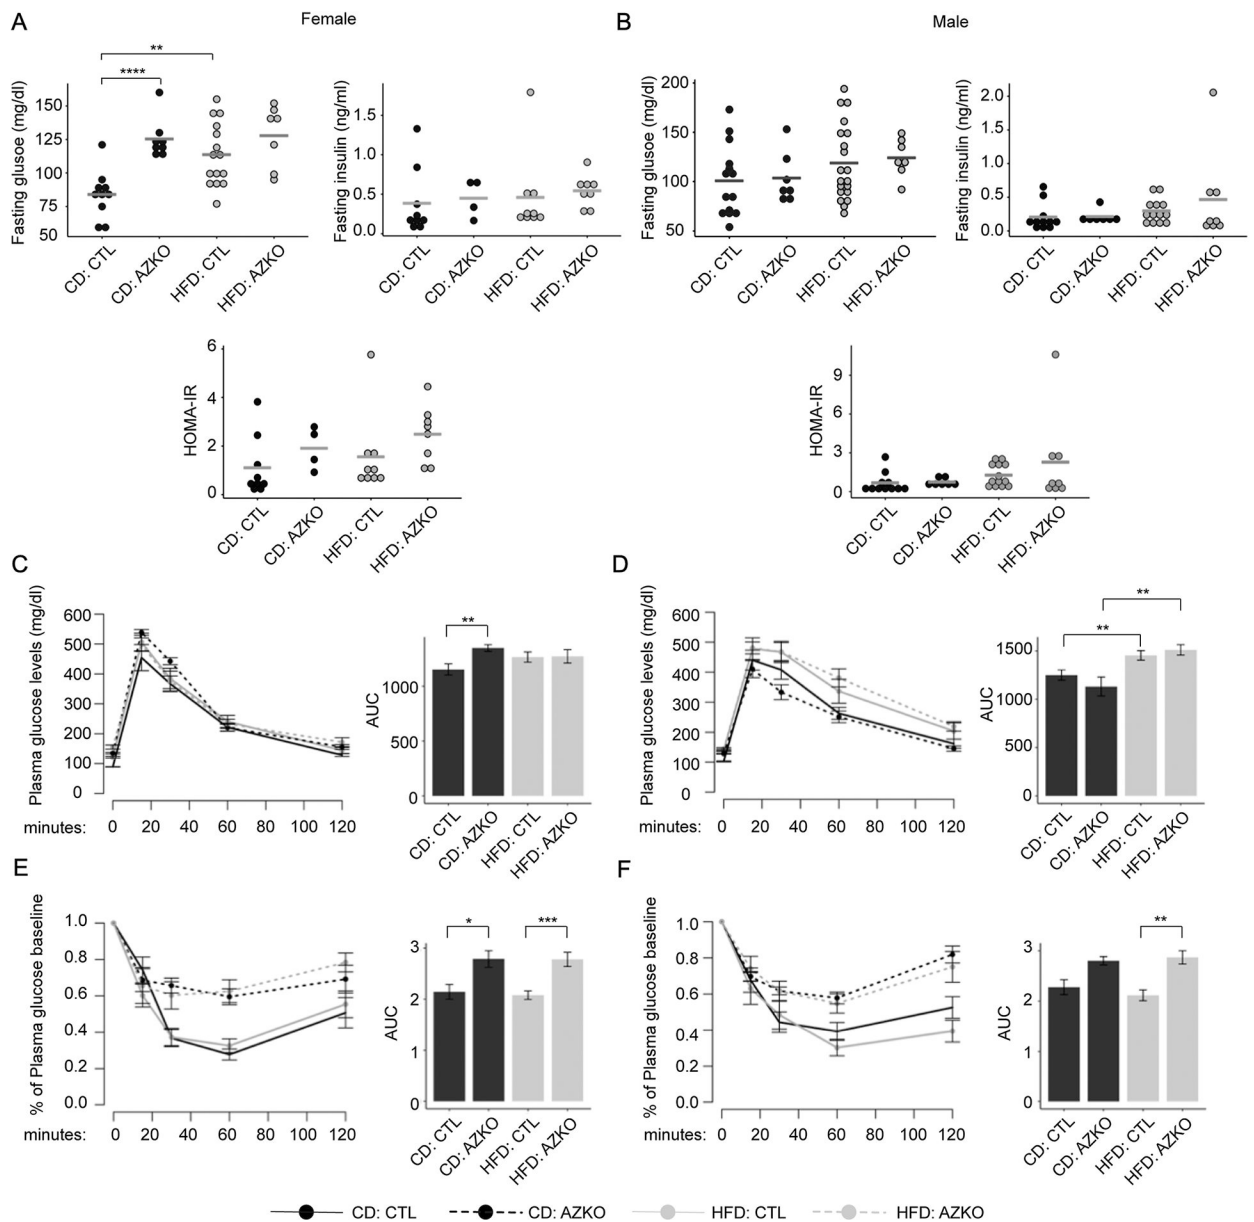 A
Female
B
Male
**
****
Fasting glusoe (mg/dl)
150
125
100
75
50
CD: CTL
CD: AZKO
HFD: CTL
HFD: AZKO
Fasting insulin (ng/ml)
1.5
1.0
0.5
0.0
CD: CTL
CD: AZKO
HFD: CTL
HFD: AZKO
Fasting glusoe (mg/dl)
200
150
100
50
CD: CTL
CD: AZKO
HFD: CTL
HFD: AZKO
Fasting insulin (ng/ml)
2.0
1.5
1.0
0.5
0.0
CD: CTL
CD: AZKO
HFD: CTL
HFD: AZKO
HOMA-IR
6
4
2
0
CD: CTL
CD: AZKO
HFD: CTL
HFD: AZKO
HOMA-IR
9
6
3
0
CD: CTL
CD: AZKO
HFD: CTL
HFD: AZKO
C
Plasma glucose levels (mg/dl)
600
500
400
300
200
100
0
minutes: 0 20 40 60 80 100 120
**
AUC
1000
500
0
CD: CTL
CD: AZKO
HFD: CTL
HFD: AZKO
D
Plasma glucose levels (mg/dl)
600
500
400
300
200
100
0
minutes: 0 20 40 60 80 100 120
**
**
AUC
1500
1000
500
0
CD: CTL
CD: AZKO
HFD: CTL
HFD: AZKO
E
% of Plasma glucose baseline
1.0
0.8
0.6
0.4
0.2
0.0
minutes: 0 20 40 60 80 100 120
*
***
AUC
3
2
1
0
CD: CTL
CD: AZKO
HFD: CTL
HFD: AZKO
F
% of Plasma glucose baseline
1.0
0.8
0.6
0.4
0.2
0.0
minutes: 0 20 40 60 80 100 120
**
AUC
3
2
1
0
CD: CTL
CD: AZKO
HFD: CTL
HFD: AZKO
CD: CTL CD: AZKO HFD: CTL HFD: AZKO